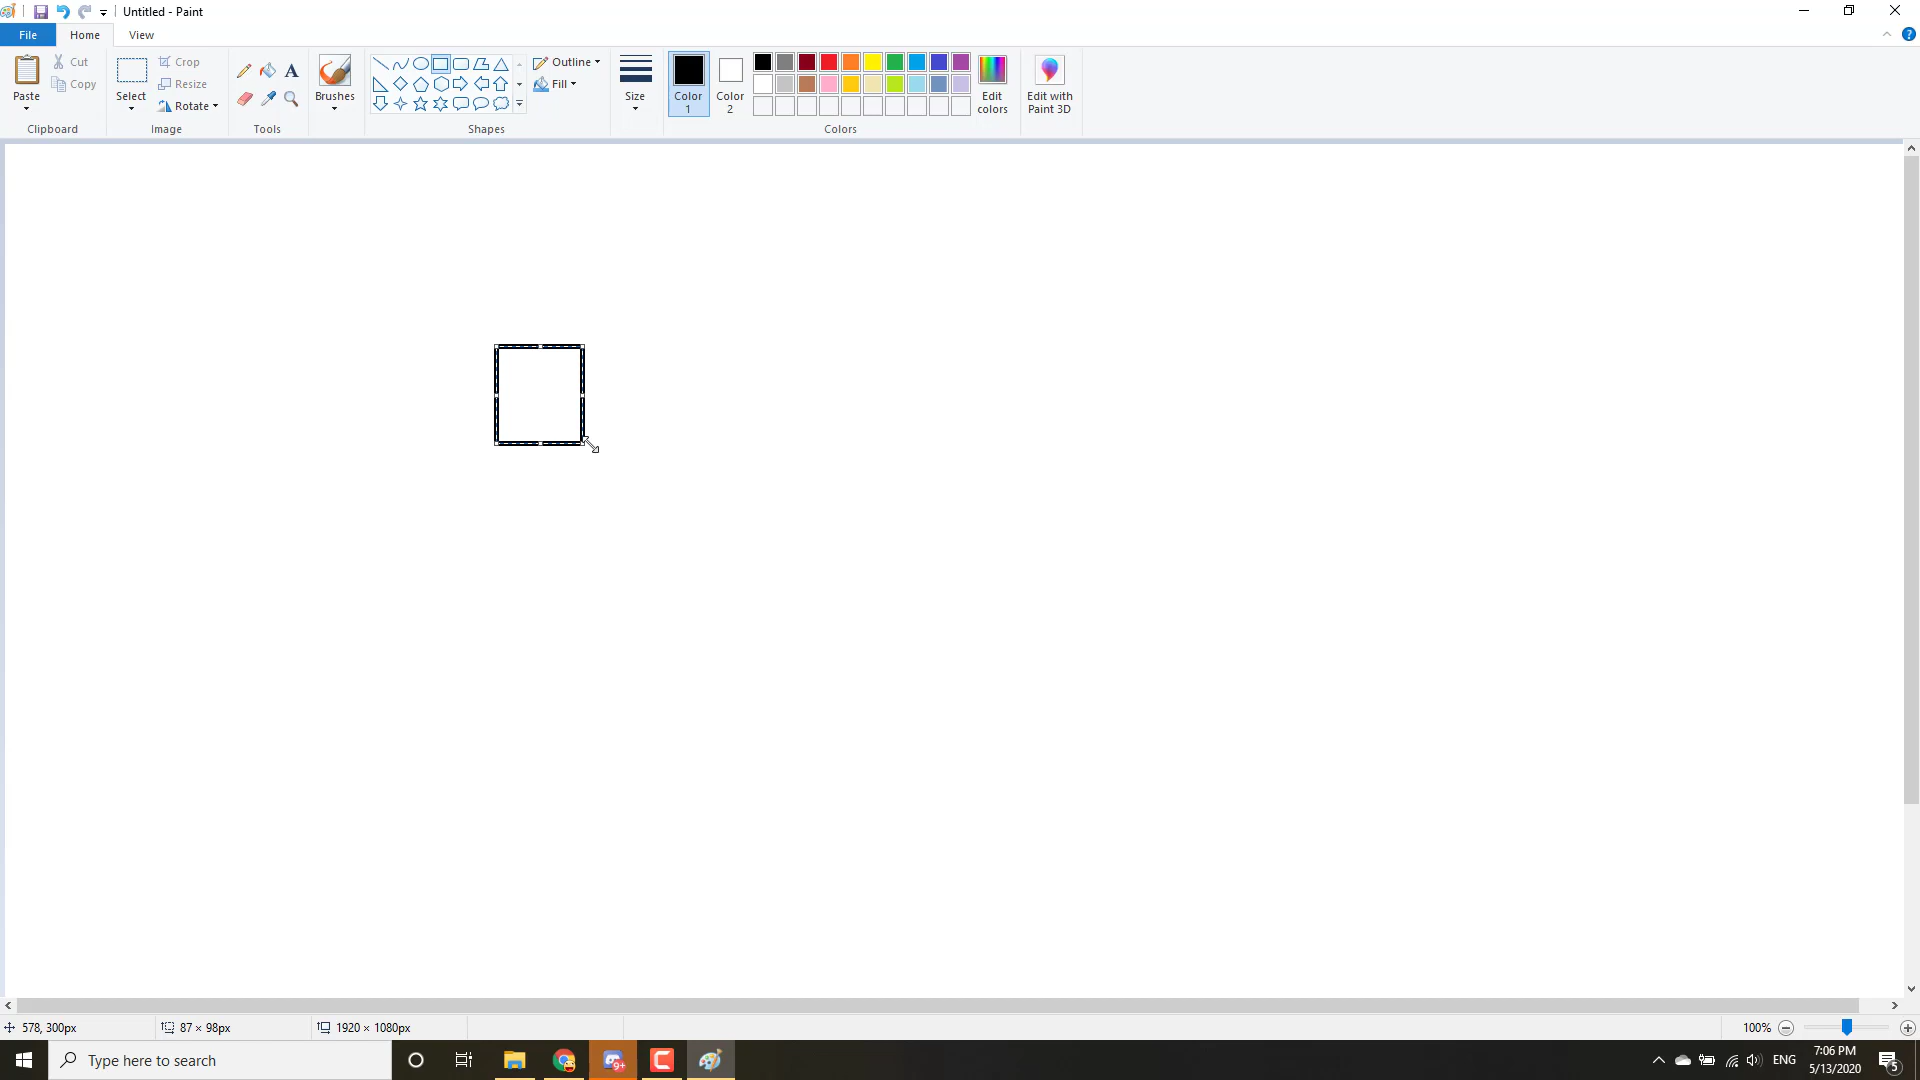 Untitled - Paint
File Home View
Paste
Cut
Copy
Clipboard
Select
Crop
Resize
Rotate
Image
A
Tools
Brushes
Outline
Fill
Shapes
Size
Color 1
Color 2
Edit colors
Colors
Edit with Paint 3D
578, 300px 87 × 98px 1920 × 1080px 100%
Type here to search
9+
ENG
7:06 PM
5/13/2020
5